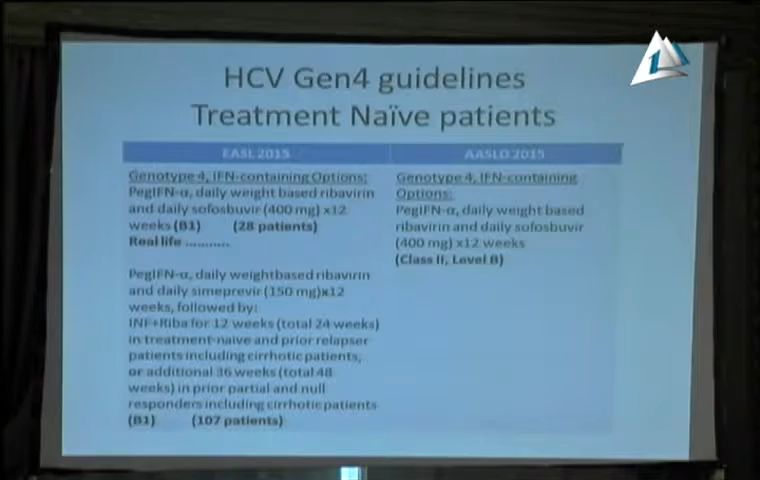 HCV Gen4 guidelines
Treatment Naïve patients
EASL 2015
Genotype 4, IFN-containing Options:
PegIFN-α, daily weight based ribavirin
and daily sofosbuvir (400 mg) x12
weeks (B1) (28 patients)
Real life ...........
PegIFN-α, daily weightbased ribavirin
and daily simeprevir (150 mg)x12
weeks, followed by:
INF+Riba for 12 weeks (total 24 weeks)
in treatment-naive and prior relapser
patients including cirrhotic patients,
or additional 36 weeks (total 48
weeks) in prior partial and null
responders including cirrhotic patients
(B1) (107 patients)
AASLD 2015
Genotype 4, IFN-containing
Options:
PegIFN-α, daily weight based
ribavirin and daily sofosbuvir
(400 mg) x12 weeks
(Class II, Level B)
1